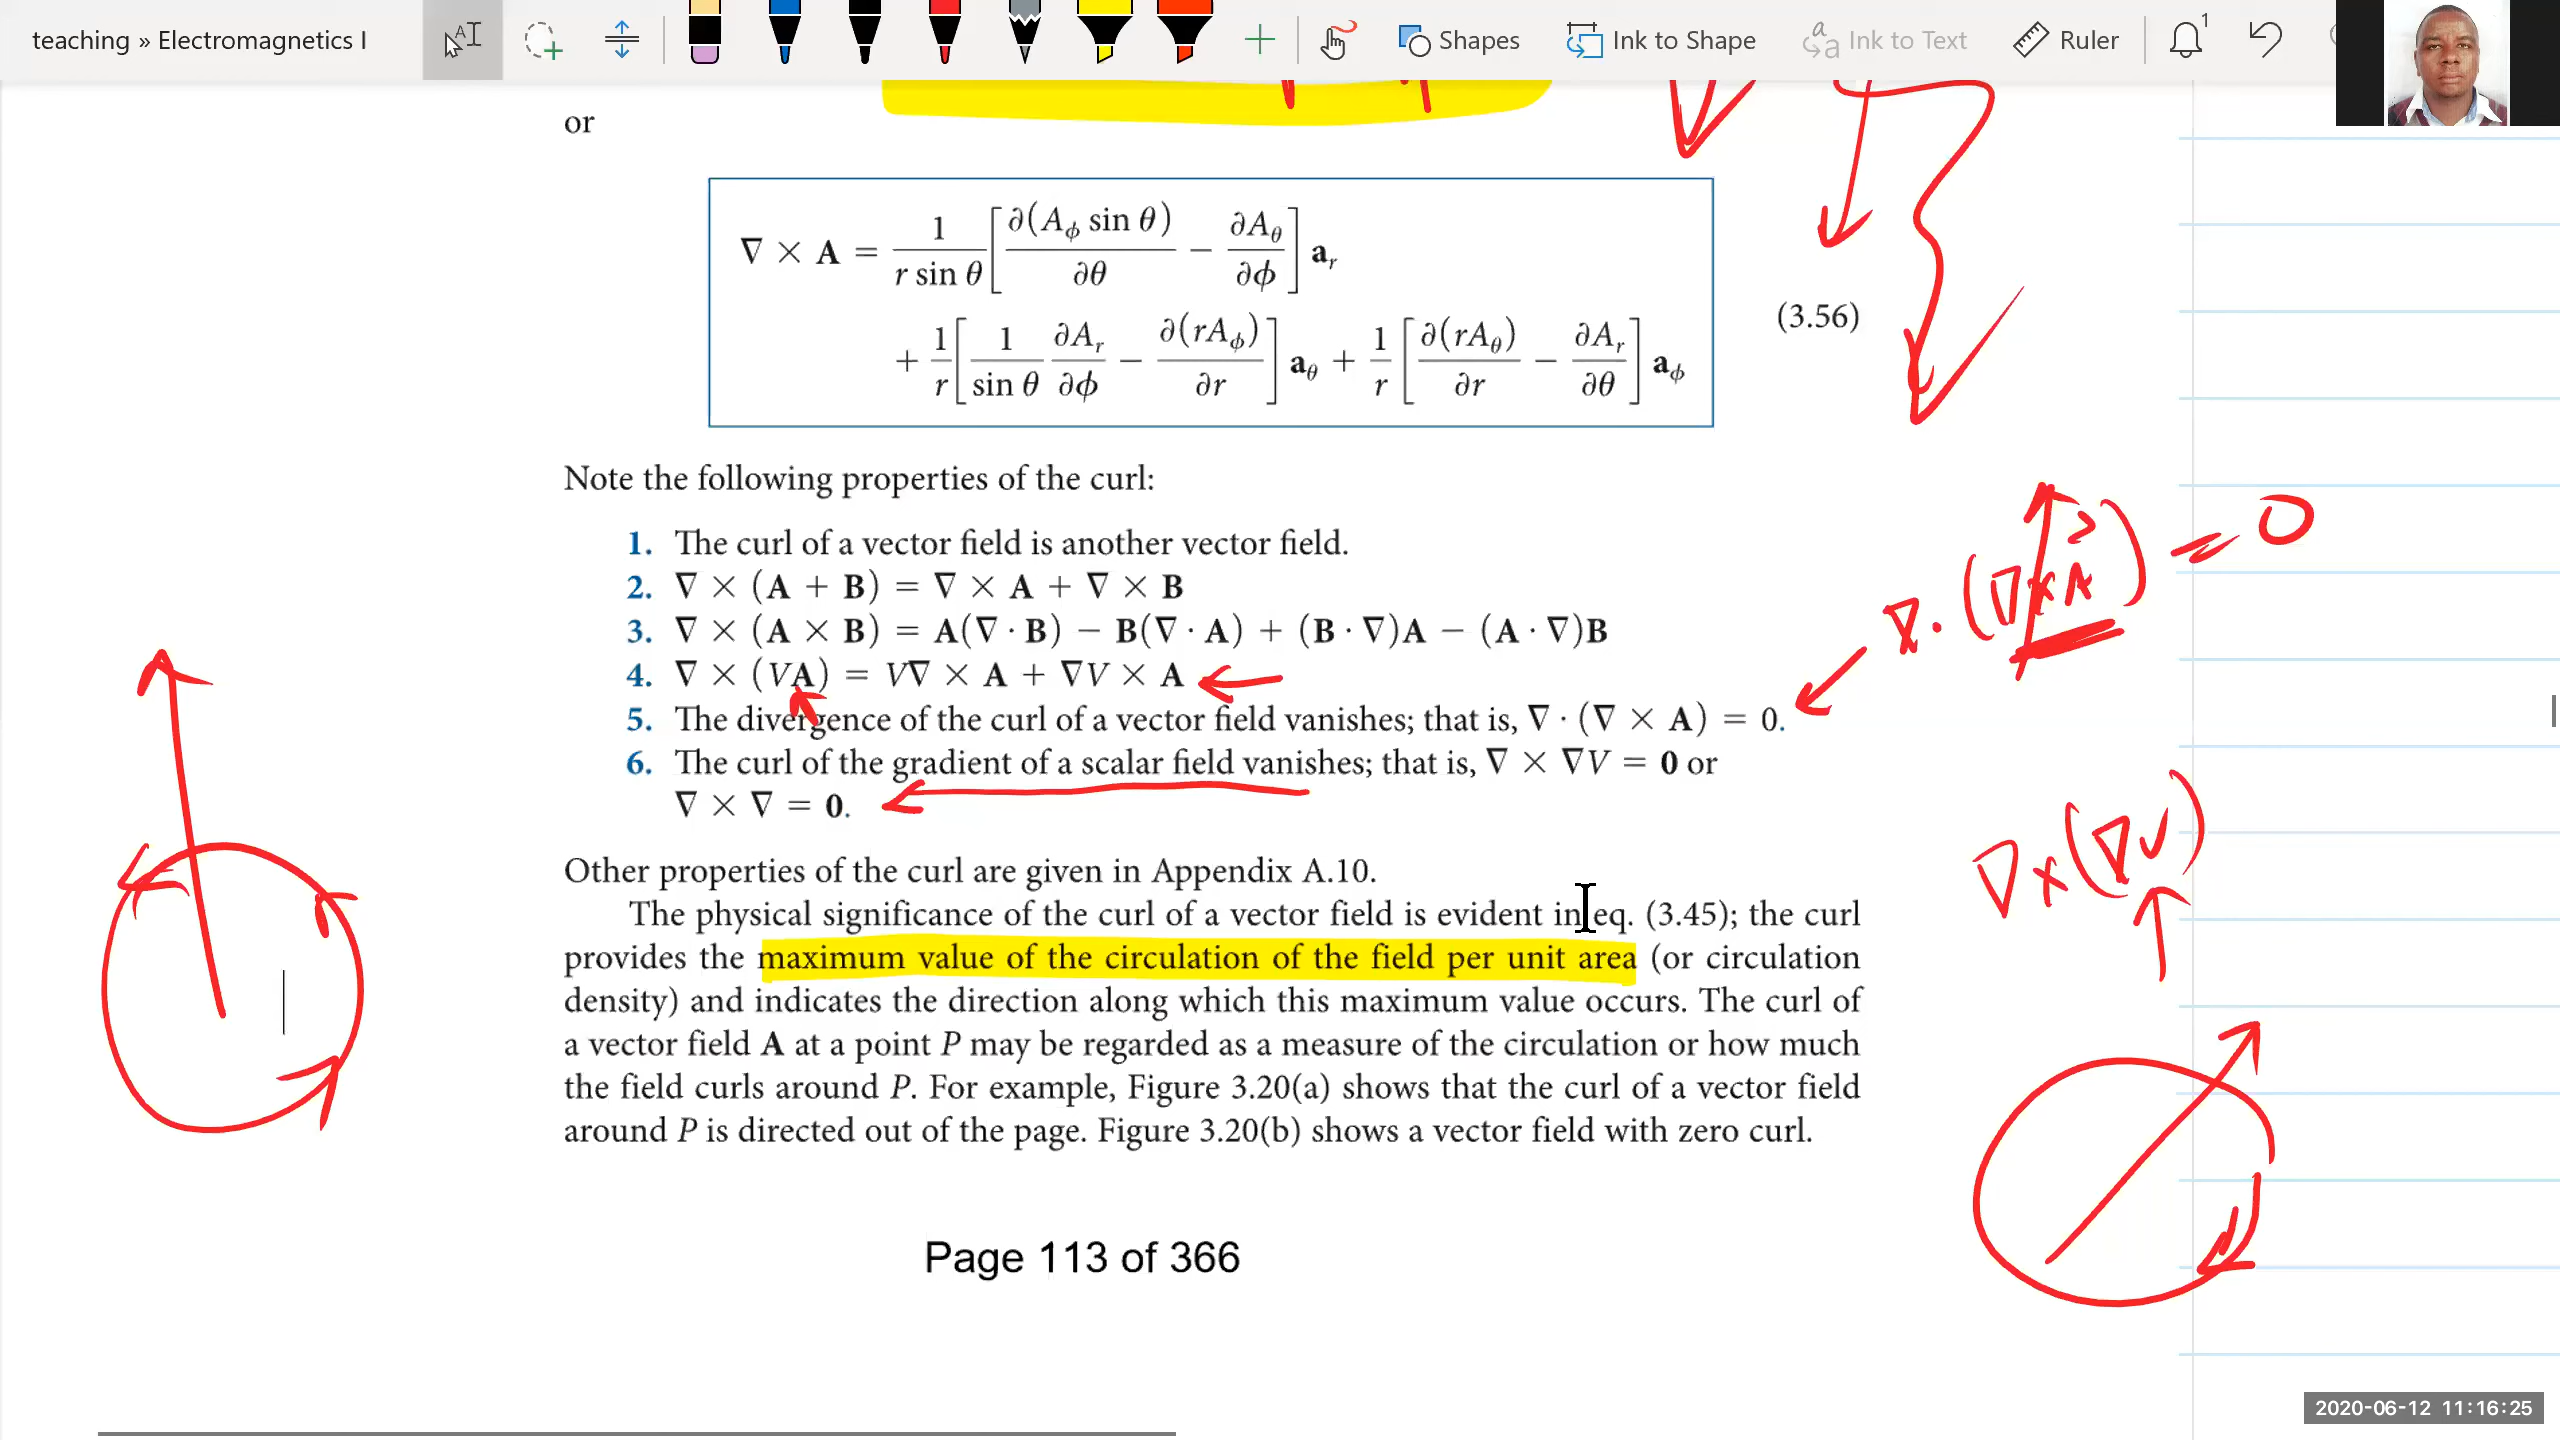 teaching » Electromagnetics I
Shapes
Ink to Shape
Ink to Text
Ruler
1
or
∇ × A = 1/(r sin θ) [∂(A_ϕ sin θ)/∂θ − ∂A_θ/∂ϕ] a_r
+ 1/r [1/(sin θ) ∂A_r/∂ϕ − ∂(rA_ϕ)/∂r] a_θ + 1/r [∂(rA_θ)/∂r − ∂A_r/∂θ] a_ϕ
(3.56)
Note the following properties of the curl:
1. The curl of a vector field is another vector field.
2. ∇ × (A + B) = ∇ × A + ∇ × B
3. ∇ × (A × B) = A(∇ · B) − B(∇ · A) + (B · ∇)A − (A · ∇)B
4. ∇ × (VA) = V∇ × A + ∇V × A
5. The divergence of the curl of a vector field vanishes; that is, ∇ · (∇ × A) = 0.
6. The curl of the gradient of a scalar field vanishes; that is, ∇ × ∇V = 0 or
∇ × ∇ = 0.
∇ · (∇ × A) = 0
∇ × (∇V)
Other properties of the curl are given in Appendix A.10.
The physical significance of the curl of a vector field is evident in eq. (3.45); the curl
provides the maximum value of the circulation of the field per unit area (or circulation
density) and indicates the direction along which this maximum value occurs. The curl of
a vector field A at a point P may be regarded as a measure of the circulation or how much
the field curls around P. For example, Figure 3.20(a) shows that the curl of a vector field
around P is directed out of the page. Figure 3.20(b) shows a vector field with zero curl.
Page 113 of 366
2020-06-12 11:16:25